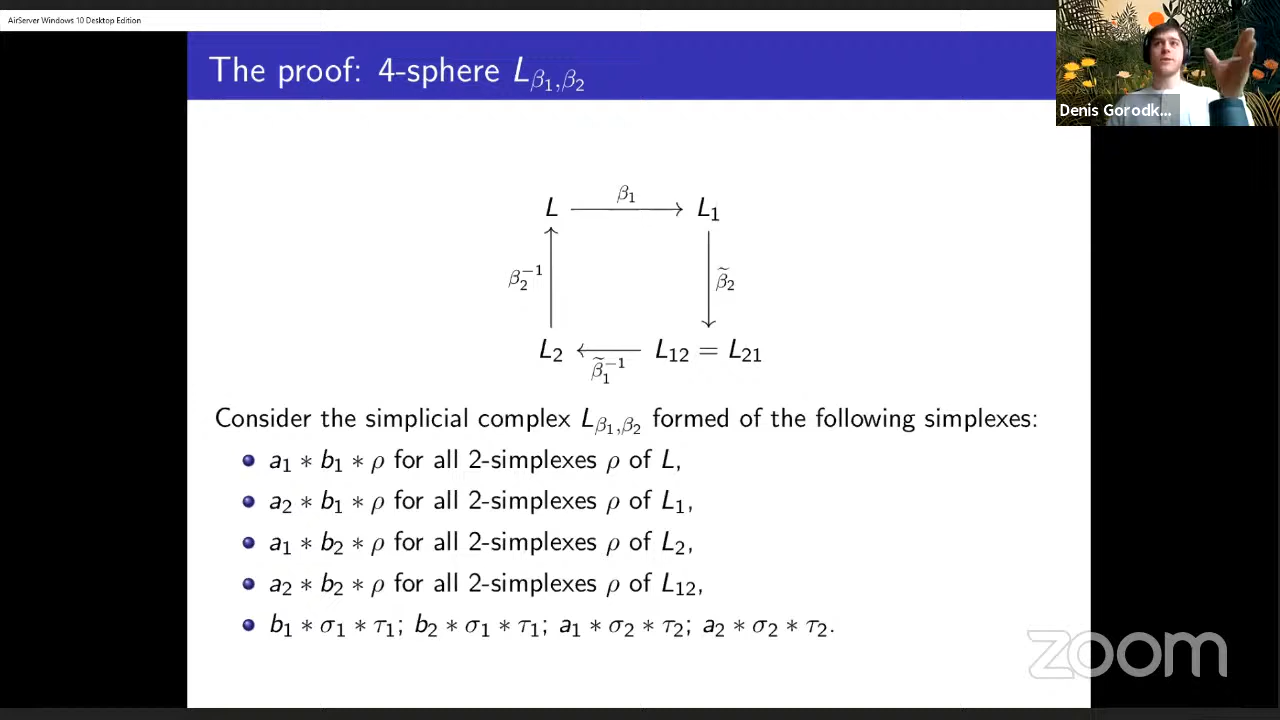 AirServer Windows 10 Desktop Edition
The proof: 4-sphere L_{β₁,β₂}
Denis Gorodk...
L β₁ L₁
β₂⁻¹ β̃₂
L₂ β̃₁⁻¹ L₁₂ = L₂₁
Consider the simplicial complex L_{β₁,β₂} formed of the following simplexes:
• a₁ * b₁ * ρ for all 2-simplexes ρ of L,
• a₂ * b₁ * ρ for all 2-simplexes ρ of L₁,
• a₁ * b₂ * ρ for all 2-simplexes ρ of L₂,
• a₂ * b₂ * ρ for all 2-simplexes ρ of L₁₂,
• b₁ * σ₁ * τ₁; b₂ * σ₁ * τ₁; a₁ * σ₂ * τ₂; a₂ * σ₂ * τ₂.
zoom